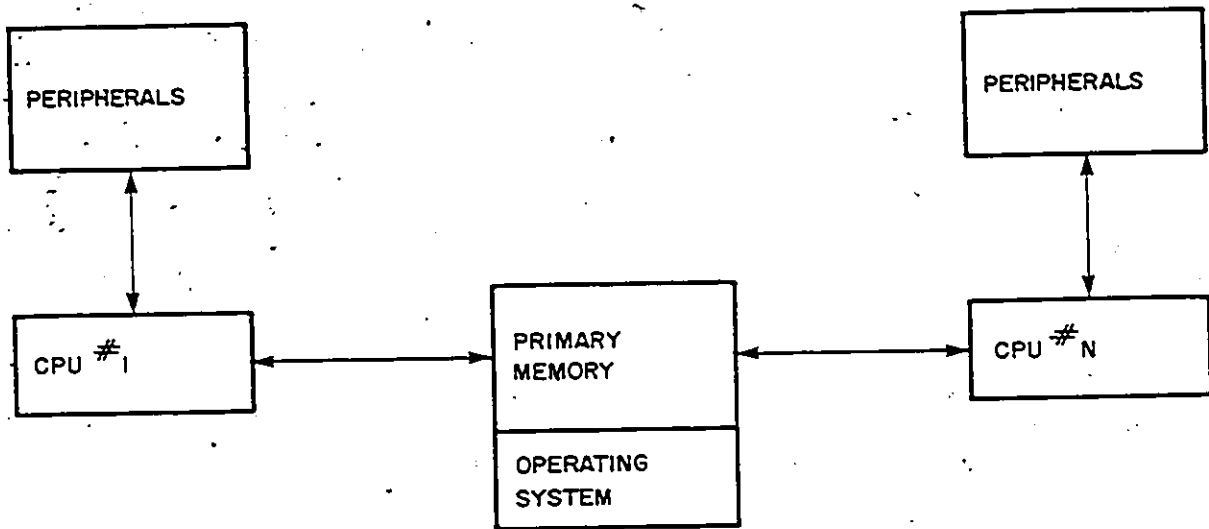 PERIPHERALS
PERIPHERALS
CPU #1
PRIMARY
MEMORY
CPU #N
OPERATING
SYSTEM